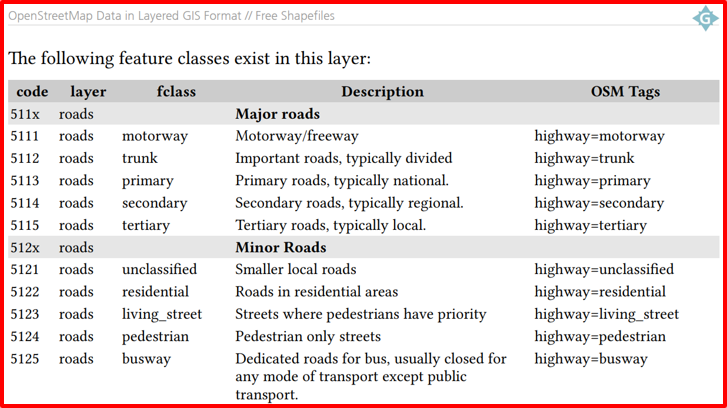 OpenStreetMap Data in Layered GIS Format // Free Shapefiles
G
The following feature classes exist in this layer:
code layer fclass Description OSM Tags
511x roads Major roads
5111 roads motorway Motorway/freeway highway=motorway
5112 roads trunk Important roads, typically divided highway=trunk
5113 roads primary Primary roads, typically national. highway=primary
5114 roads secondary Secondary roads, typically regional. highway=secondary
5115 roads tertiary Tertiary roads, typically local. highway=tertiary
512x roads Minor Roads
5121 roads unclassified Smaller local roads highway=unclassified
5122 roads residential Roads in residential areas highway=residential
5123 roads living_street Streets where pedestrians have priority highway=living_street
5124 roads pedestrian Pedestrian only streets highway=pedestrian
5125 roads busway Dedicated roads for bus, usually closed for highway=busway
any mode of transport except public
transport.